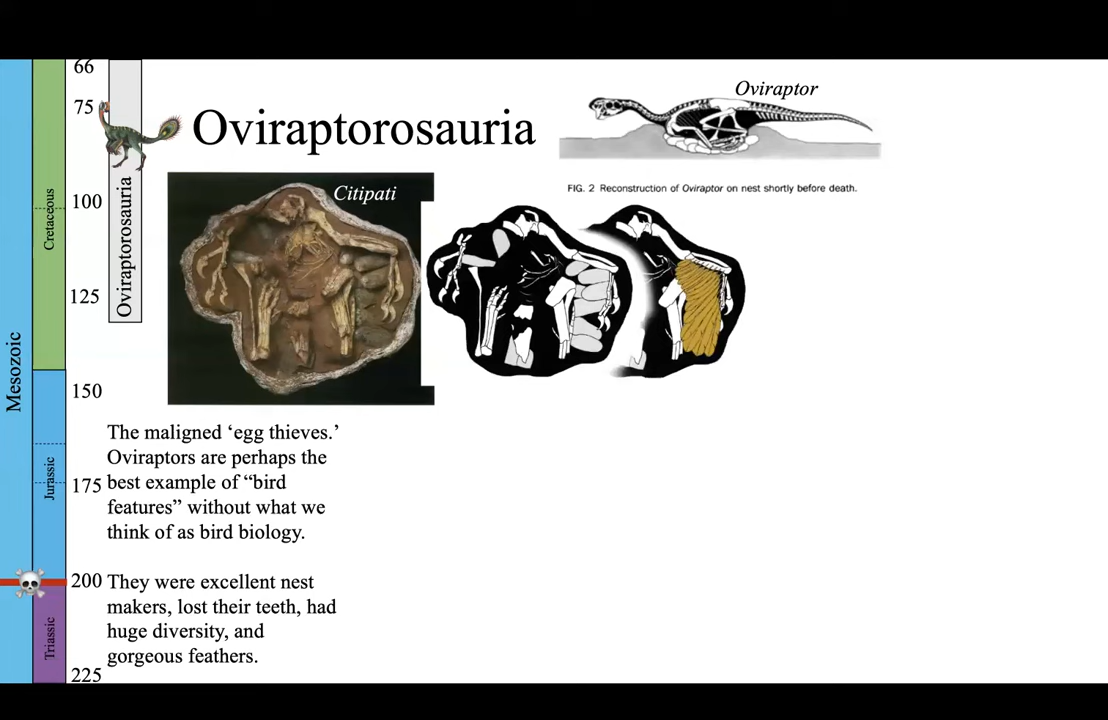 66
75
100
125
150
175
200
225
Mesozoic
Cretaceous
Jurassic
Triassic
Oviraptorosauria
Oviraptorosauria
Oviraptor
FIG. 2 Reconstruction of Oviraptor on nest shortly before death.
Citipati
The maligned ‘egg thieves.’
Oviraptors are perhaps the
best example of “bird
features” without what we
think of as bird biology.
They were excellent nest
makers, lost their teeth, had
huge diversity, and
gorgeous feathers.